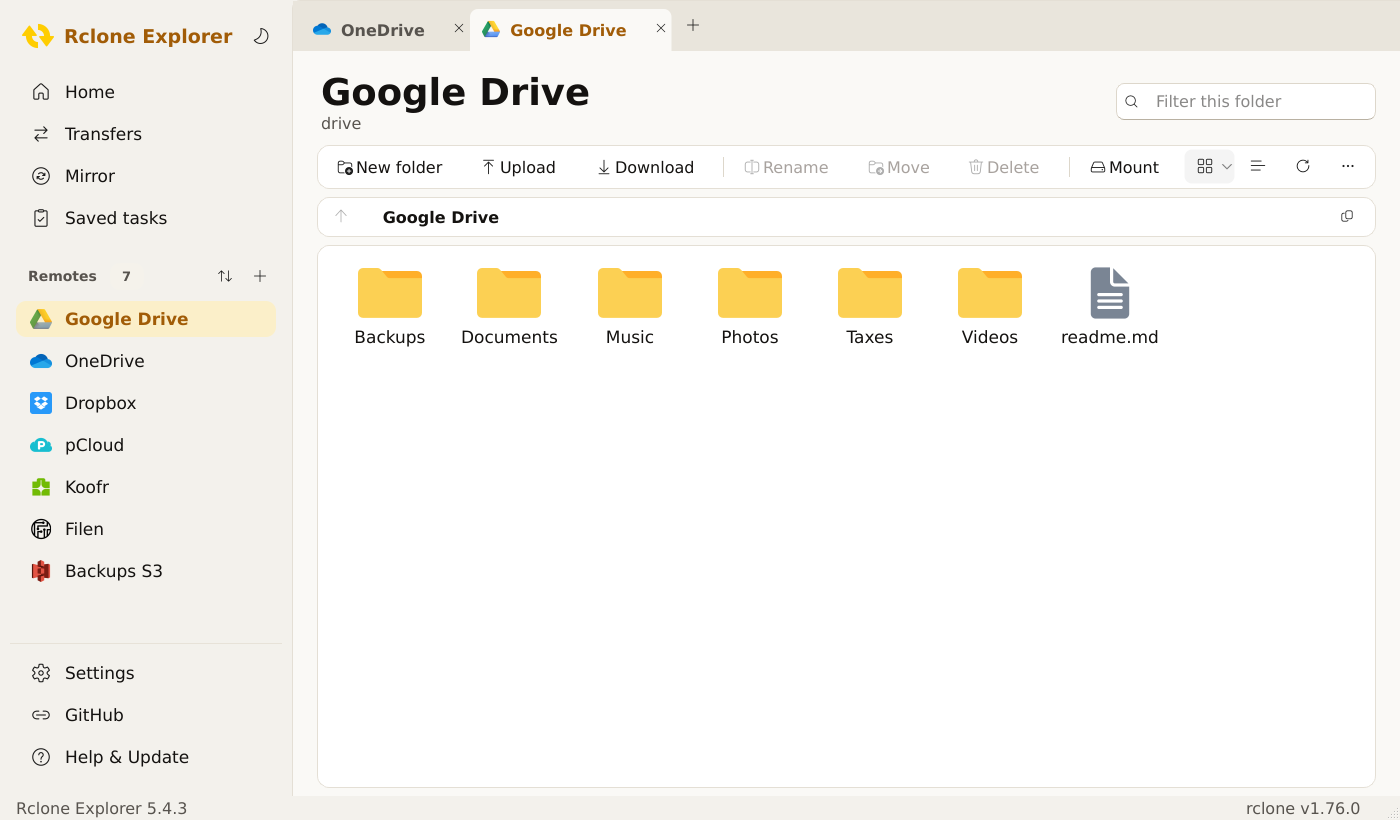 Rclone Explorer
Home
Transfers
Mirror
Saved tasks
Remotes 7
Google Drive
OneDrive
Dropbox
pCloud
Koofr
Filen
Backups S3
Settings
GitHub
Help & Update
Rclone Explorer 5.4.3
OneDrive Google Drive
Google Drive
drive
Filter this folder
New folder Upload Download Rename Move Delete Mount
Google Drive
Backups Documents Music Photos Taxes Videos readme.md
rclone v1.76.0